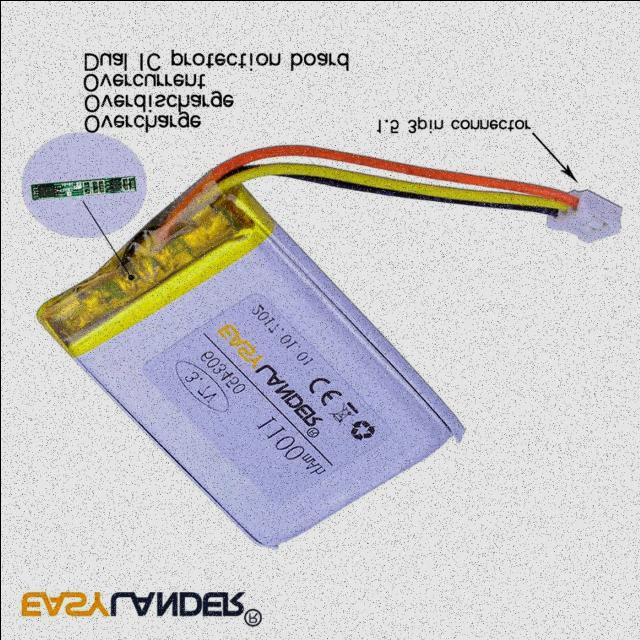 EASYLANDER®
3.7V 1100mAh
603450
EASYLANDER®
CE
2017.01.01
1.5 3pin connector
Overcharge
Overdischarge
Overcurrent
Dual IC protection board